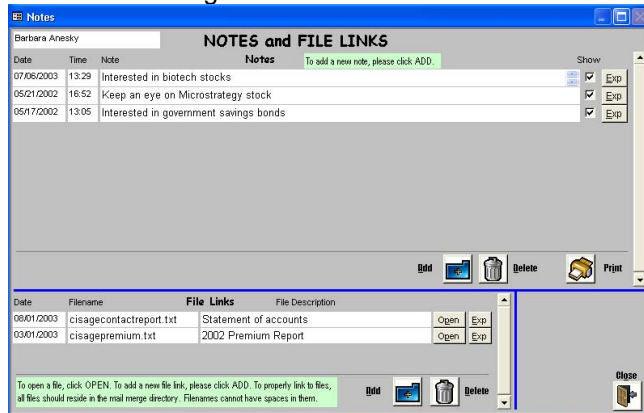 Notes
Barbara Anesky NOTES and FILE LINKS
Date Time Note Notes To add a new note, please click ADD. Show
07/06/2003 13:29 Interested in biotech stocks Exp
05/21/2002 16:52 Keep an eye on Microstrategy stock Exp
05/17/2002 13:05 Interested in government savings bonds Exp
Add Delete Print
Date Filename File Links File Description
08/01/2003 cisagecontactreport.txt Statement of accounts Open Exp
03/01/2003 cisagepremium.txt 2002 Premium Report Open Exp
To open a file, click OPEN. To add a new file link, please click ADD. To properly link to files,
all files should reside in the mail merge directory. Filenames cannot have spaces in them.
Add Delete
Close